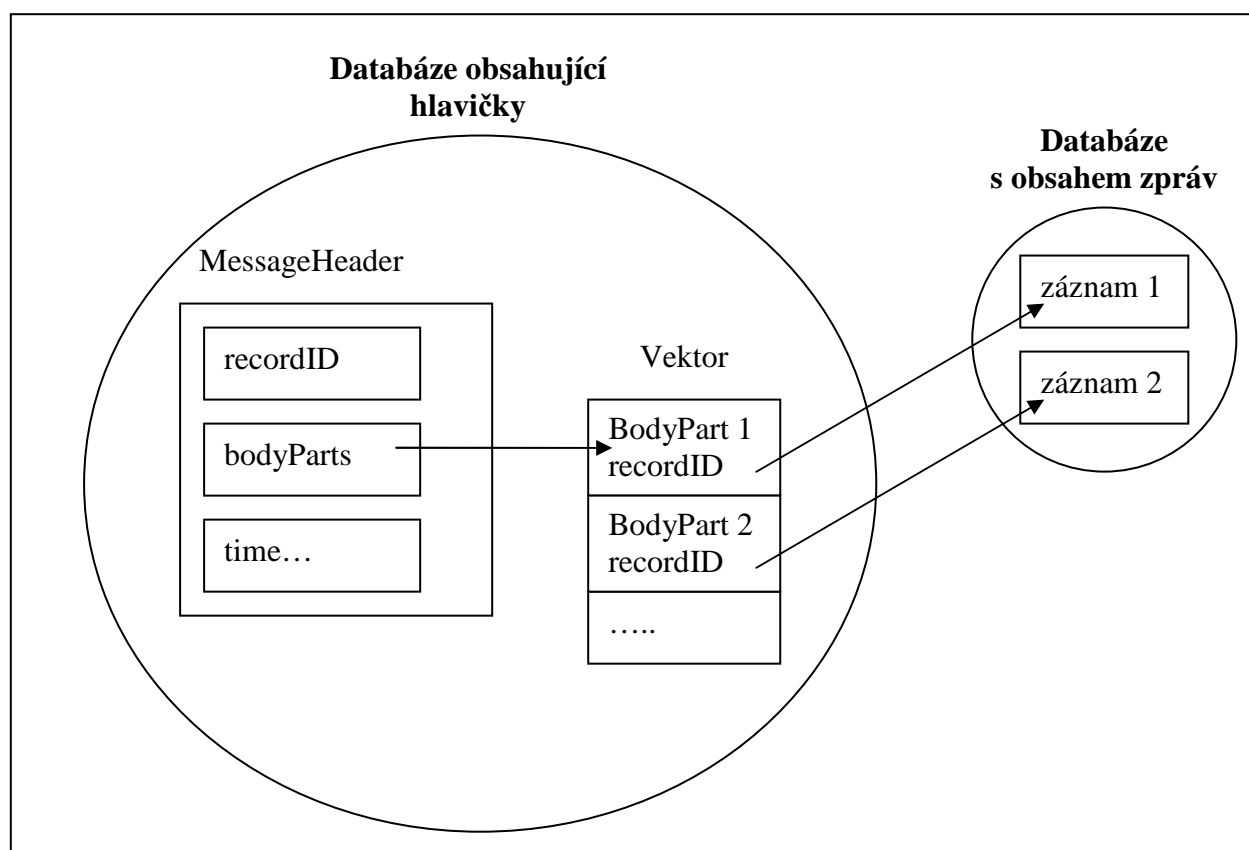 Databáze obsahující
hlavičky
Databáze
s obsahem zpráv
MessageHeader
recordID
bodyParts
time…
Vektor
BodyPart 1
recordID
BodyPart 2
recordID
…..
záznam 1
záznam 2